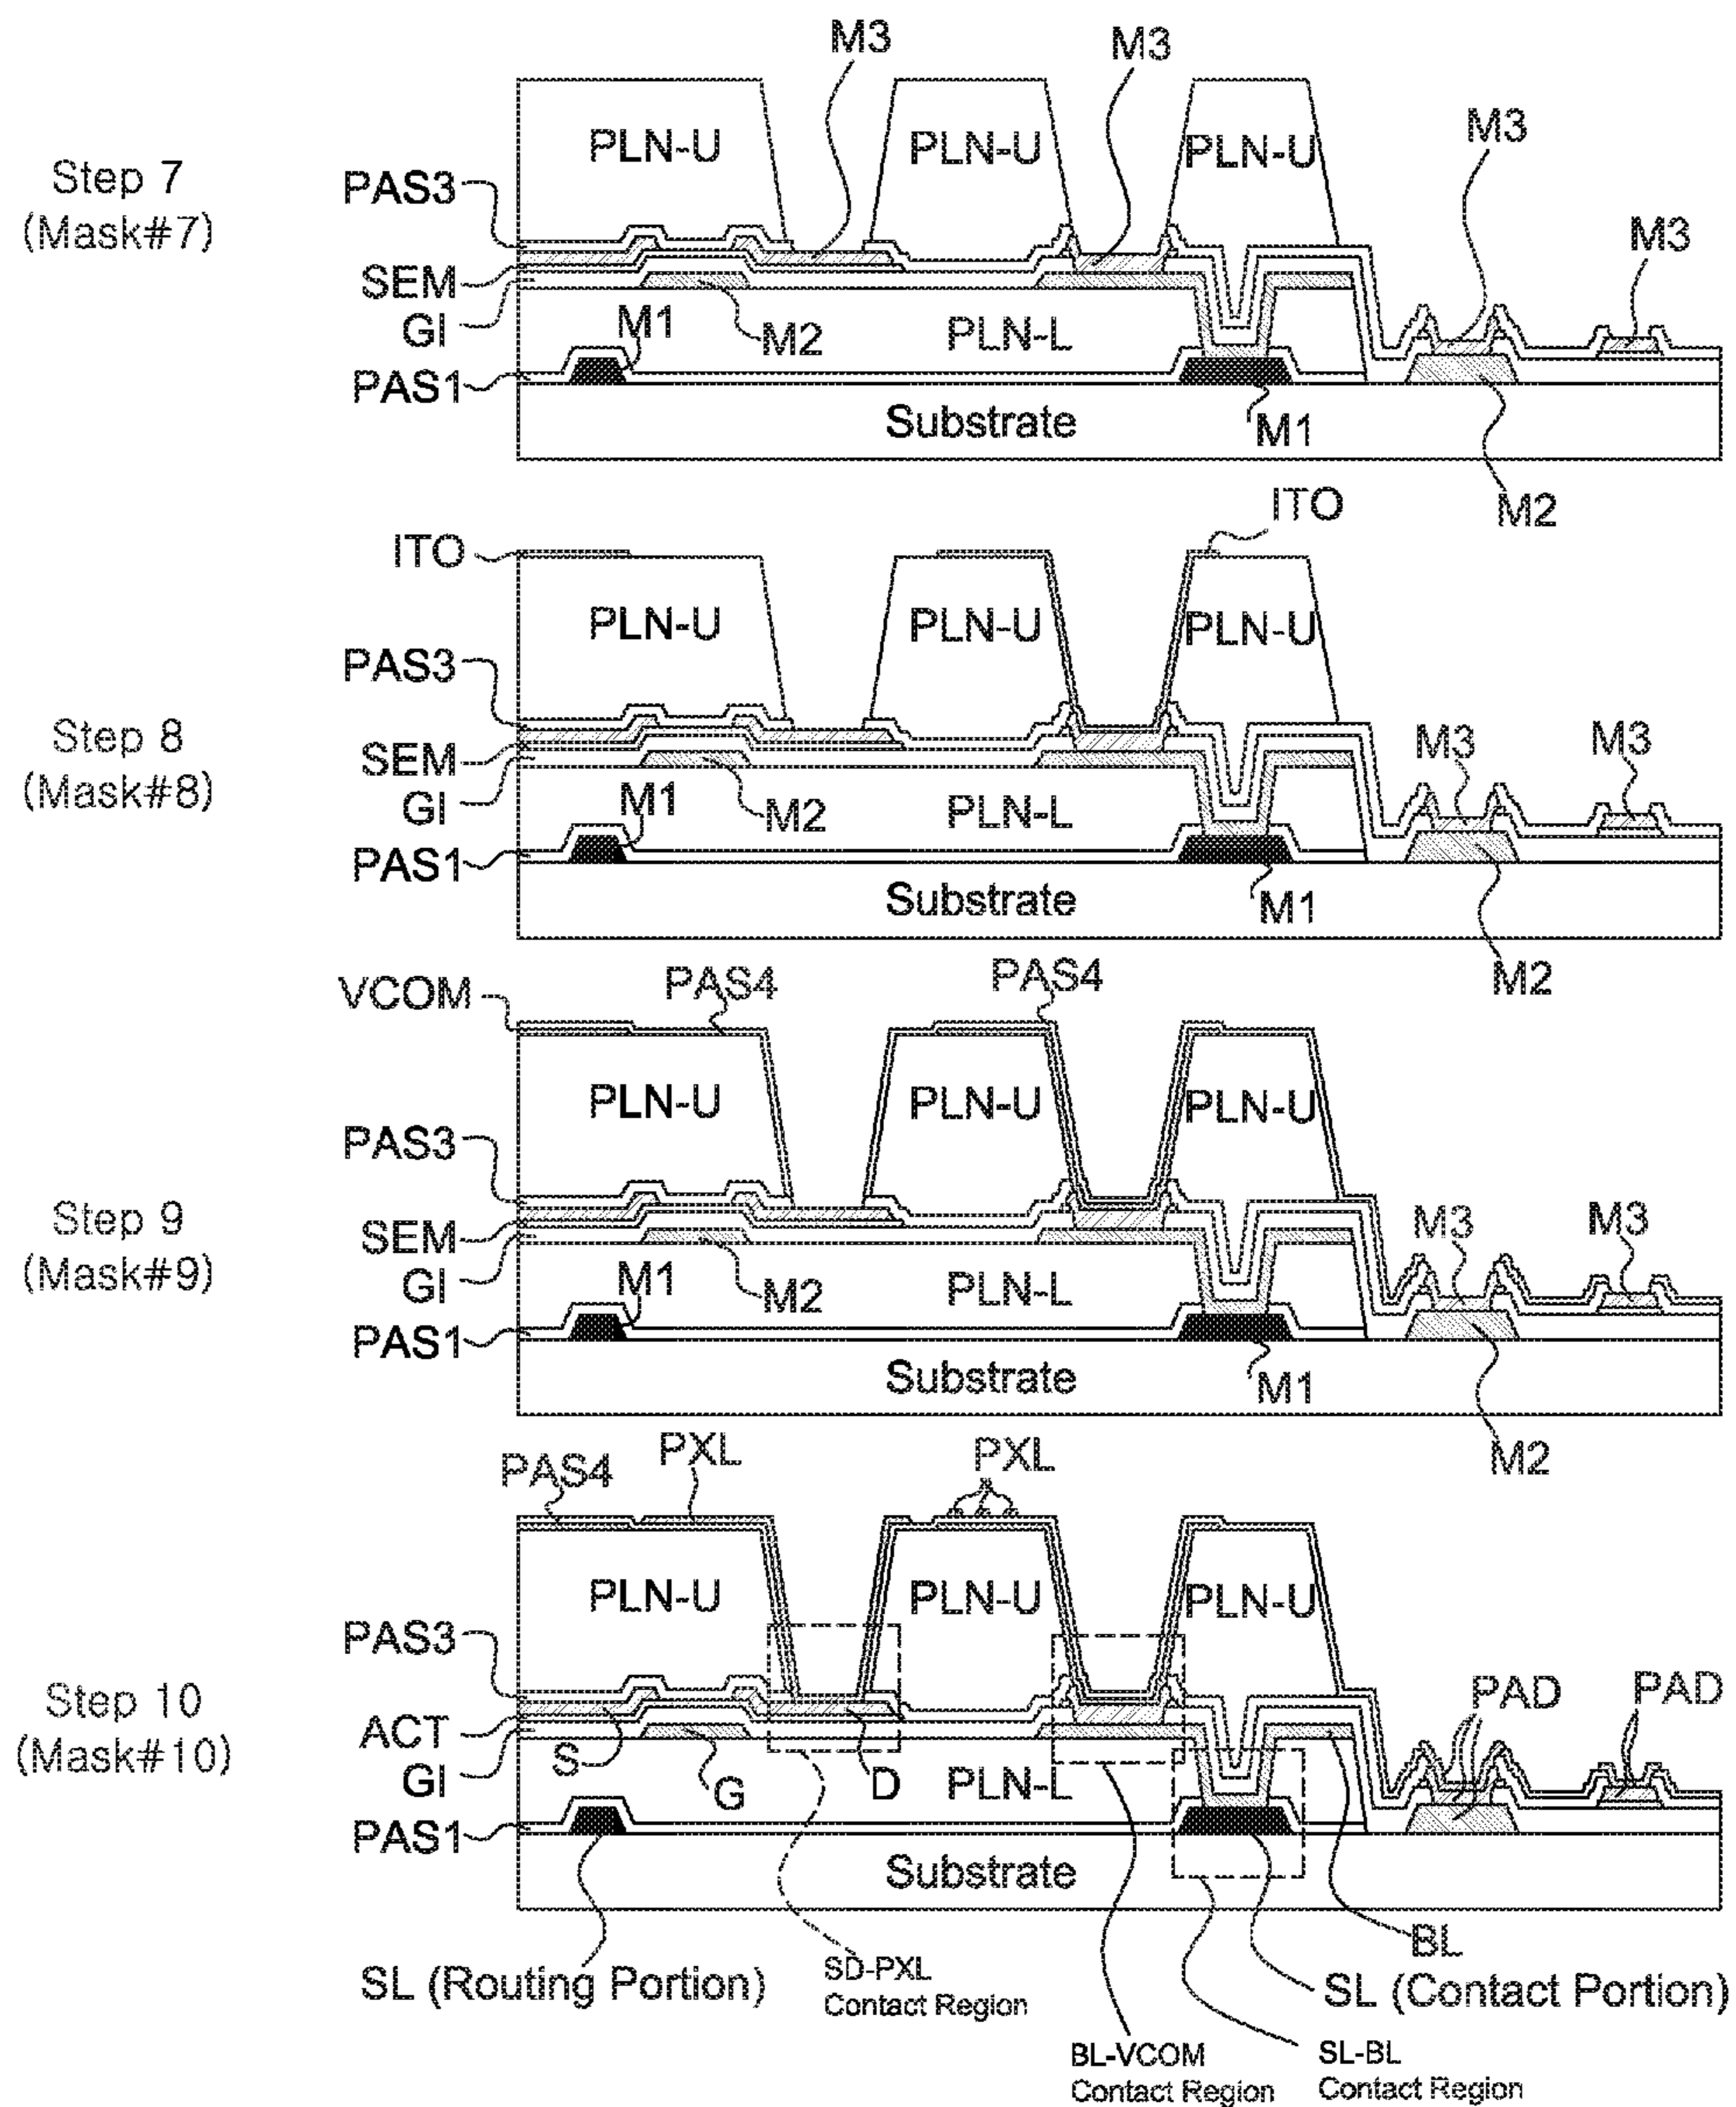 M3
M3
M3
M3
Step 7
(Mask#7)
PLN-U
PLN-U
PLN-U
PAS3
SEM
GI
M1
M2
PLN-L
PAS1
Substrate
M1
M2
ITO
ITO
Step 8
(Mask#8)
PLN-U
PLN-U
PLN-U
PAS3
SEM
GI
M1
M2
PLN-L
M3
M3
PAS1
Substrate
M1
M2
VCOM
PAS4
PAS4
Step 9
(Mask#9)
PLN-U
PLN-U
PLN-U
PAS3
SEM
GI
M1
M2
PLN-L
M3
M3
PAS1
Substrate
M1
M2
PAS4
PXL
PXL
Step 10
(Mask#10)
PLN-U
PLN-U
PLN-U
PAS3
ACT
GI
S
G
D
PLN-L
PAD
PAD
PAS1
Substrate
BL
SL (Routing Portion)
SD-PXL
Contact Region
SL (Contact Portion)
BL-VCOM
Contact Region
SL-BL
Contact Region